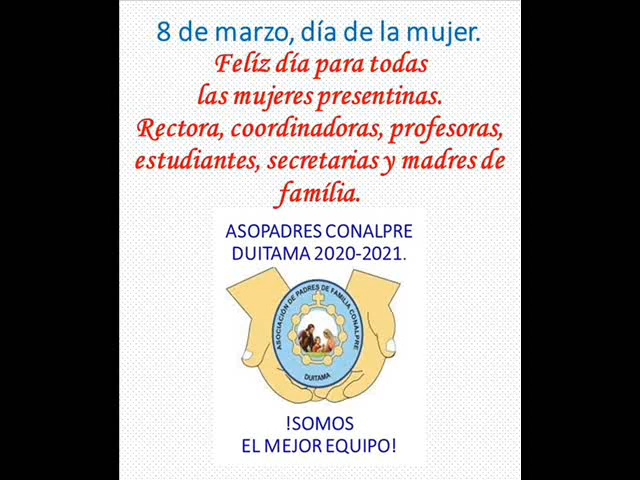 8 de marzo, día de la mujer.
Felíz día para todas
las mujeres presentinas.
Rectora, coordinadoras, profesoras,
estudiantes, secretarias y madres de
família.
ASOPADRES CONALPRE
DUITAMA 2020-2021.
ASOCIACIÓN DE PADRES DE FAMILIA CONALPRE
DUITAMA
!SOMOS
EL MEJOR EQUIPO!